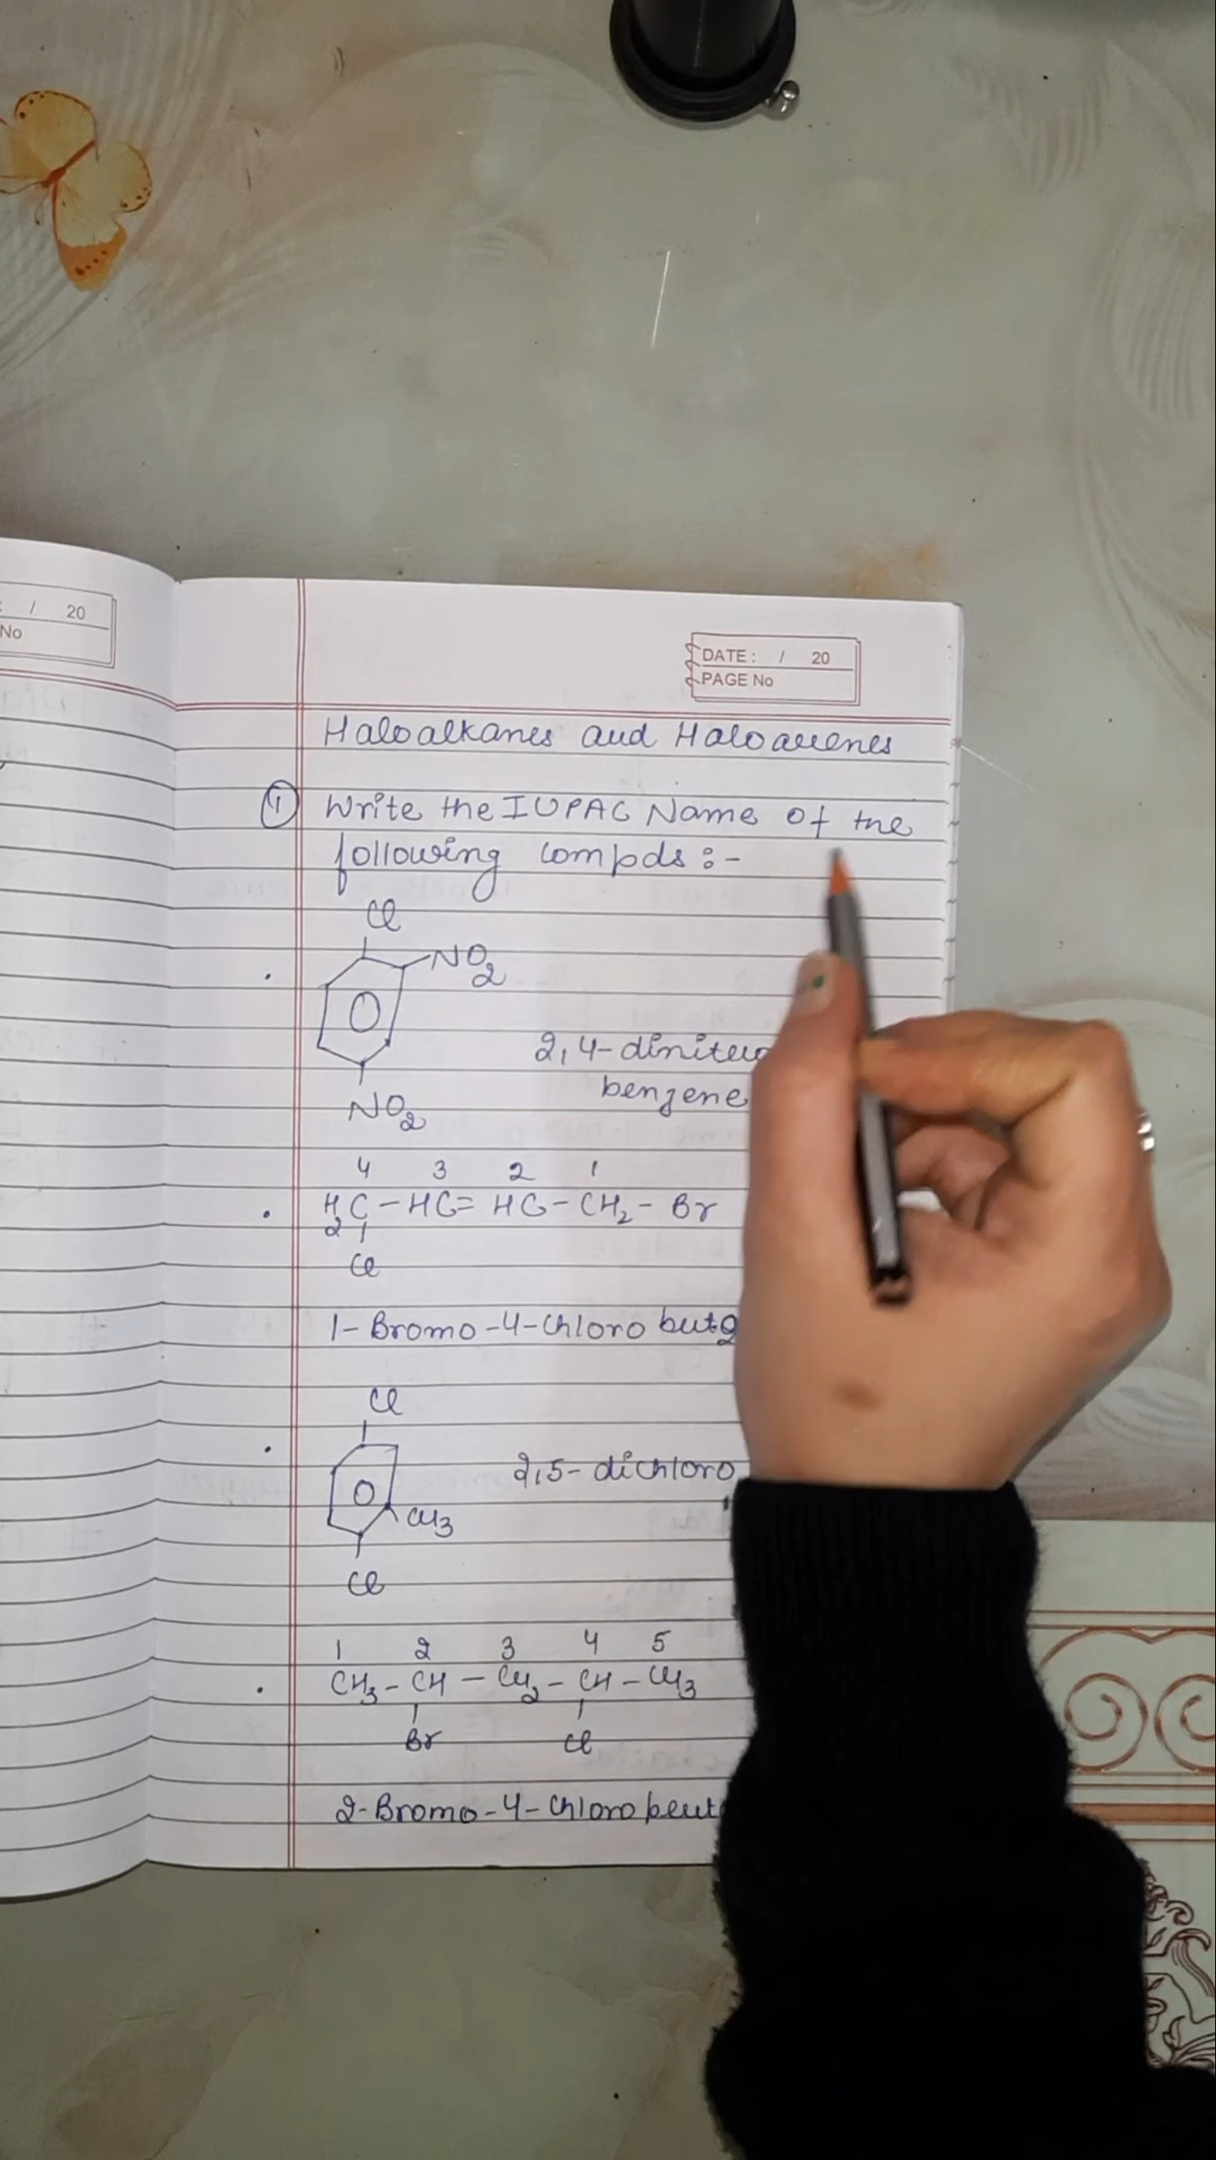 : / 20
No
DATE : / 20
PAGE No
Haloalkanes and Haloarenes
① Write the IUPAC Name of the
following compds :-
Cl
NO2
2,4-dinitro
benzene
NO2
4 3 2 1
H2C - HC = HC - CH2 - Br
Cl
1-Bromo-4-chloro but2
Cl
2,5-dichloro
CH3
Cl
1 2 3 4 5
CH3 - CH - CH2 - CH - CH3
Br Cl
2-Bromo-4-chloro pent